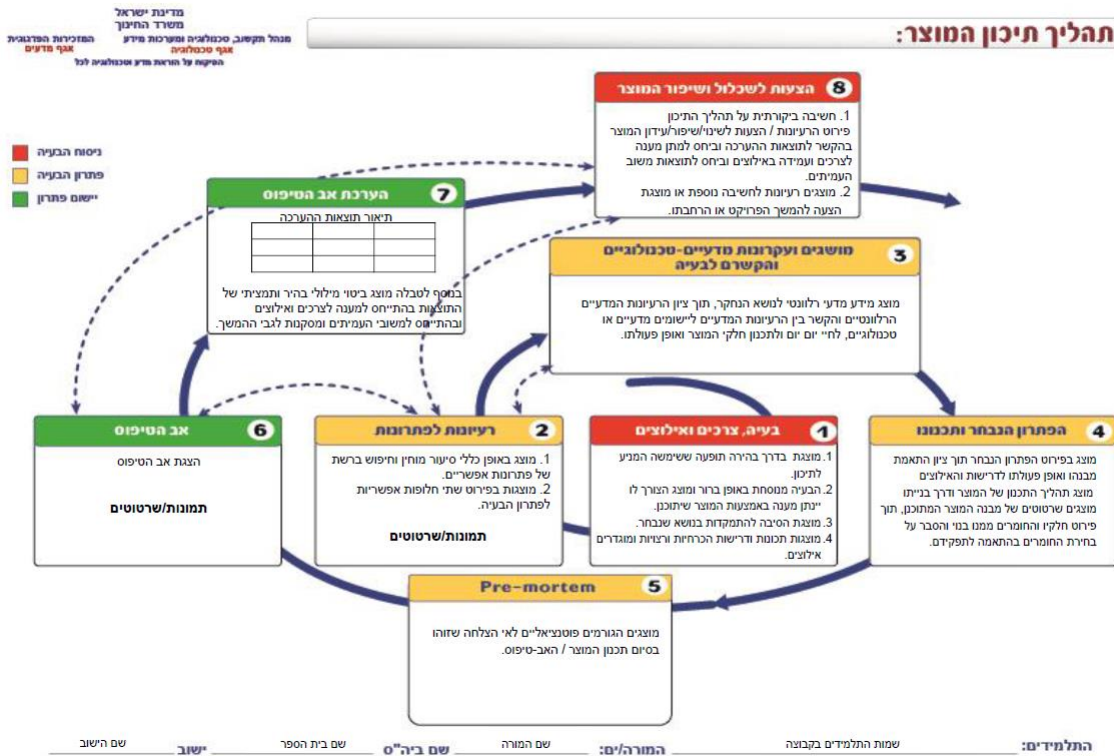 תהליך תיכון המוצר:
מדינת ישראל
משרד החינוך
מנהל תקשוב, טכנולוגיה ומערכות מידע
המזכירות הפדגוגית
אגף טכנולוגיה
אגף מדעים
הפיקוח על הוראת מדע וטכנולוגיה לכל
ניסוח הבעיה
פתרון הבעיה
יישום פתרון
8 הצעות לשכלול ושיפור המוצר
1. חשיבה ביקורתית על תהליך התיכון
פירוט הרעיונות / הצעות לשינוי/שיפור/עידון המוצר
בהקשר לתוצאות ההערכה וביחס למתן מענה
לצרכים ועמידה באילוצים וביחס לתוצאות משוב
העמיתים.
2. מוצגים רעיונות לחשיבה נוספת או מוצגת
הצעה להמשך הפרויקט או הרחבתו.
7 הערכת אב הטיפוס
תיאור תוצאות ההערכה
בנוסף לטבלה מוצג ביטוי מילולי בהיר ותמציתי של
התוצאות בהתייחס למענה לצרכים ואילוצים
ובהתייחס למשובי העמיתים ומסקנות לגבי ההמשך.
3 מושגים ועקרונות מדעיים-טכנולוגיים
והקשרם לבעיה
מוצג מידע מדעי רלוונטי לנושא הנחקר, תוך ציון הרעיונות המדעיים
הרלוונטיים והקשר בין הרעיונות המדעיים ליישומים מדעיים או
טכנולוגיים, לחיי יום יום ולתכנון חלקי המוצר ואופן פעולתו.
4 הפתרון הנבחר ותכנונו
מוצג בפירוט הפתרון הנבחר תוך ציון התאמת
מבנהו ואופן פעולתו לדרישות והאילוצים
מוצג תהליך התכנון של המוצר ודרך בנייתו
מוצגים שרטוטים של מבנה המוצר המתוכנן, תוך
פירוט חלקיו והחומרים ממנו בנוי והסבר על
בחירת החומרים בהתאמה לתפקידם.
1 בעיה, צרכים ואילוצים
1. מוצגת בדרך בהירה תופעה ששימשה המניע
לתיכון.
2. הבעיה מנוסחת באופן ברור ומוצג הצורך לו
יינתן מענה באמצעות המוצר שיתוכנן.
3. מוצגת הסיבה להתמקדות בנושא שנבחר.
4. מוצגות תכונות ודרישות הכרחיות ורצויות ומוגדרים
אילוצים.
2 רעיונות לפתרונות
1. מוצג באופן כללי סיעור מוחין וחיפוש ברשת
של פתרונות אפשריים.
2. מוצגות בפירוט שתי חלופות אפשריות
לפתרון הבעיה.
תמונות/שרטוטים
6 אב הטיפוס
הצגת אב הטיפוס
תמונות/שרטוטים
5 Pre-mortem
מוצגים הגורמים פוטנציאליים לאי הצלחה שזוהו
בסיום תכנון המוצר / האב-טיפוס.
התלמידים: שמות התלמידים בקבוצה המורה/ים: שם המורה שם ביה"ס שם בית הספר ישוב שם הישוב